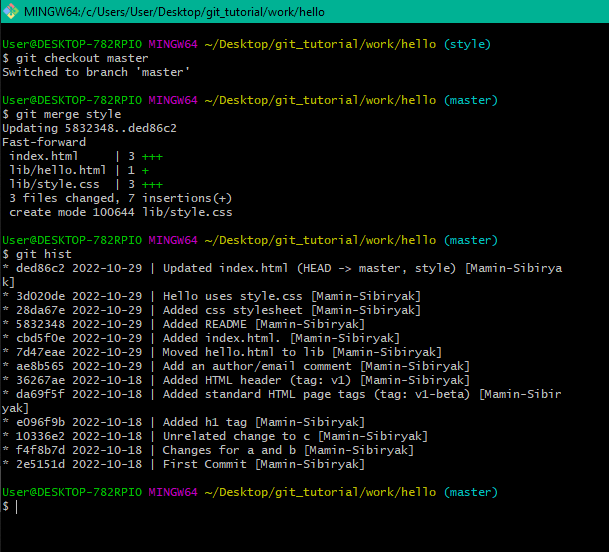 MINGW64:/c/Users/User/Desktop/git_tutorial/work/hello
User@DESKTOP-782RPIO MINGW64 ~/Desktop/git_tutorial/work/hello (style)
$ git checkout master
Switched to branch 'master'
User@DESKTOP-782RPIO MINGW64 ~/Desktop/git_tutorial/work/hello (master)
$ git merge style
Updating 5832348..ded86c2
Fast-forward
 index.html     | 3 +++
 lib/hello.html | 1 +
 lib/style.css  | 3 +++
 3 files changed, 7 insertions(+)
 create mode 100644 lib/style.css
User@DESKTOP-782RPIO MINGW64 ~/Desktop/git_tutorial/work/hello (master)
$ git hist
* ded86c2 2022-10-29 | Updated index.html (HEAD -> master, style) [Mamin-Sibirya
k]
* 3d020de 2022-10-29 | Hello uses style.css [Mamin-Sibiryak]
* 28da67e 2022-10-29 | Added css stylesheet [Mamin-Sibiryak]
* 5832348 2022-10-29 | Added README [Mamin-Sibiryak]
* cbd5f0e 2022-10-29 | Added index.html. [Mamin-Sibiryak]
* 7d47eae 2022-10-29 | Moved hello.html to lib [Mamin-Sibiryak]
* ae8b565 2022-10-29 | Add an author/email comment [Mamin-Sibiryak]
* 36267ae 2022-10-18 | Added HTML header (tag: v1) [Mamin-Sibiryak]
* da69f5f 2022-10-18 | Added standard HTML page tags (tag: v1-beta) [Mamin-Sibir
yak]
* e096f9b 2022-10-18 | Added h1 tag [Mamin-Sibiryak]
* 10336e2 2022-10-18 | Unrelated change to c [Mamin-Sibiryak]
* f4f8b7d 2022-10-18 | Changes for a and b [Mamin-Sibiryak]
* 2e5151d 2022-10-18 | First Commit [Mamin-Sibiryak]
User@DESKTOP-782RPIO MINGW64 ~/Desktop/git_tutorial/work/hello (master)
$